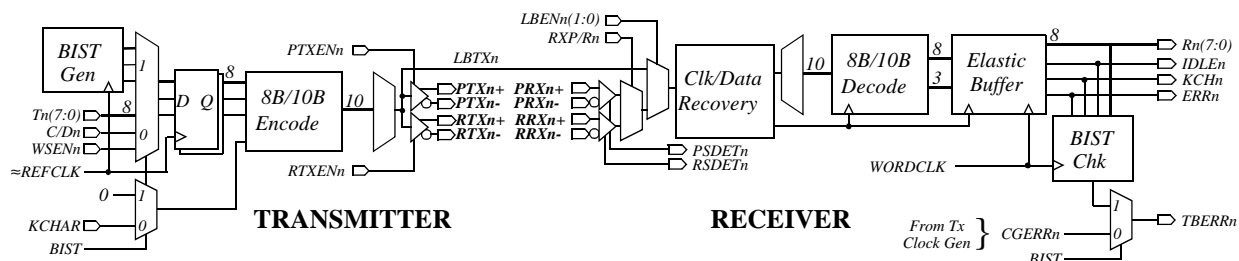 LBENn(1:0)
RXP/Rn
BIST
Gen
PTXENn
LBTXn
8
Rn(7:0)
IDLEn
KCHn
ERRn
1
D Q
8
8B/10B
Encode
10
PTXn+
PTXn-
RTXn+
RTXn-
PRXn+
PRXn-
RRXn+
RRXn-
Clk/Data
Recovery
10
8B/10B
Decode
8
3
Elastic
Buffer
Tn(7:0)
8
C/Dn
0
WSENn
≈REFCLK
RTXENn
PSDETn
RSDETn
WORDCLK
BIST
Chk
0
1
KCHAR
0
BIST
TRANSMITTER
RECEIVER
From Tx
Clock Gen
}
CGERRn
1
0
TBERRn
BIST